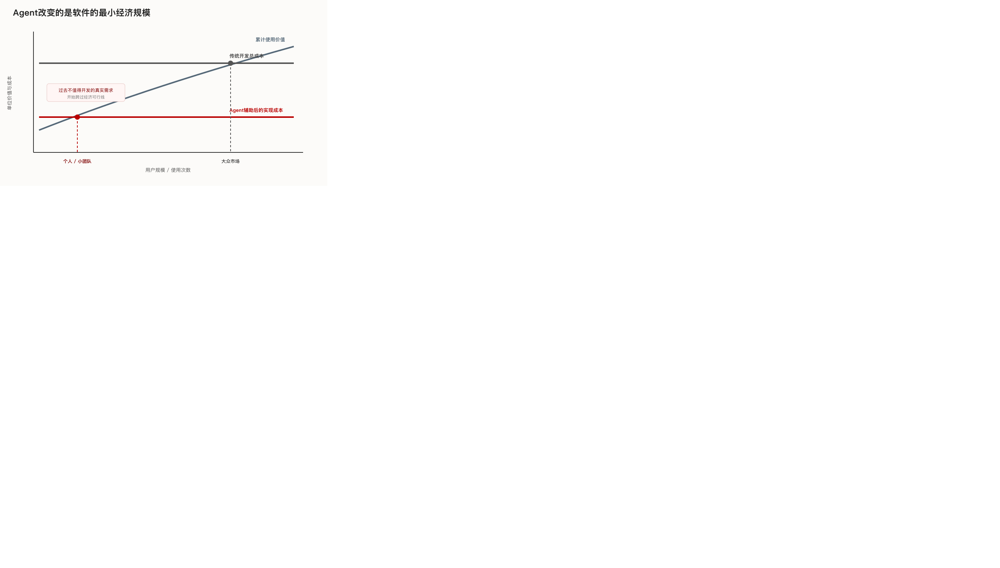 Agent改变的是软件的最小经济规模
累计使用价值
传统开发总成本
单位价值与成本
过去不值得开发的真实需求
开始跨过经济可行线
Agent辅助后的实现成本
个人 / 小团队
大众市场
用户规模 / 使用次数